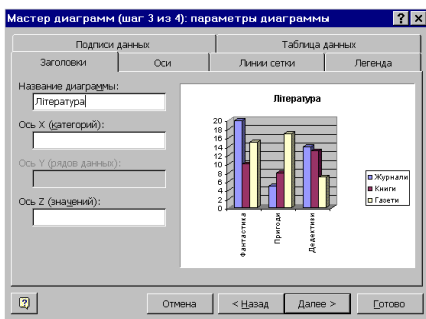 Мастер диаграмм (шаг 3 из 4): параметры диаграммы
Подписи данных Таблица данных
Заголовки Оси Линии сетки Легенда
Название диаграммы:
Література
Ось X (категорий):
Ось Y (рядов данных):
Ось Z (значений):
Література
20
18
16
14
12
10
8
6
4
2
0
Фантастика
Пригоди
Дедективи
Журнали
Книги
Газети
Отмена < Назад Далее > Готово